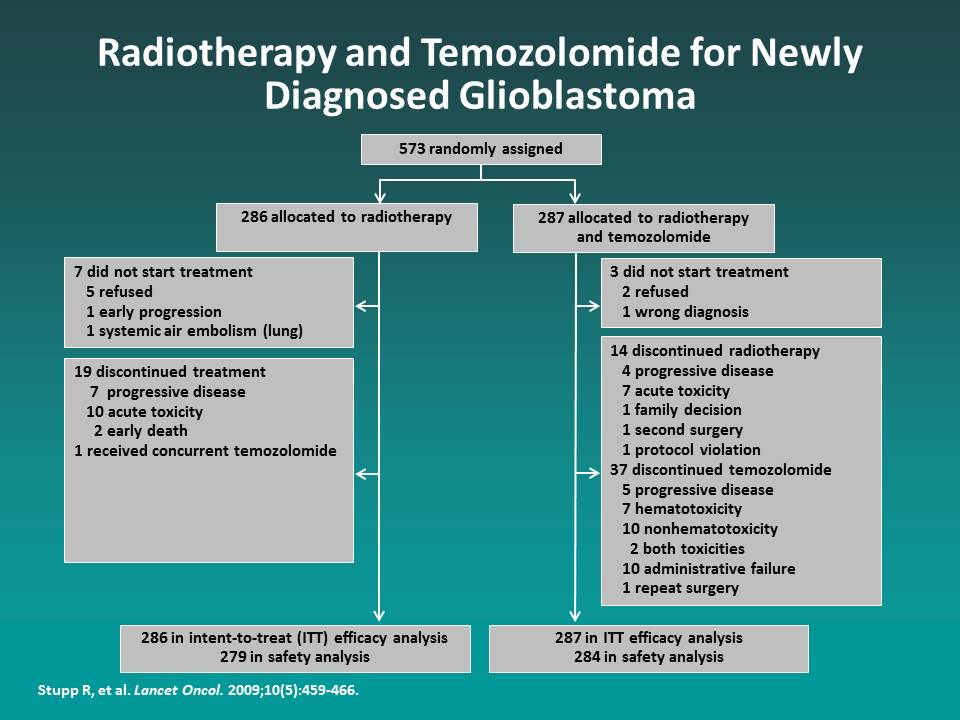 Radiotherapy and Temozolomide for Newly
Diagnosed Glioblastoma
573 randomly assigned
286 allocated to radiotherapy
287 allocated to radiotherapy
and temozolomide
7 did not start treatment
5 refused
1 early progression
1 systemic air embolism (lung)
3 did not start treatment
2 refused
1 wrong diagnosis
19 discontinued treatment
7 progressive disease
10 acute toxicity
2 early death
1 received concurrent temozolomide
14 discontinued radiotherapy
4 progressive disease
7 acute toxicity
1 family decision
1 second surgery
1 protocol violation
37 discontinued temozolomide
5 progressive disease
7 hematotoxicity
10 nonhematotoxicity
2 both toxicities
10 administrative failure
1 repeat surgery
286 in intent-to-treat (ITT) efficacy analysis
279 in safety analysis
287 in ITT efficacy analysis
284 in safety analysis
Stupp R, et al. Lancet Oncol. 2009;10(5):459-466.